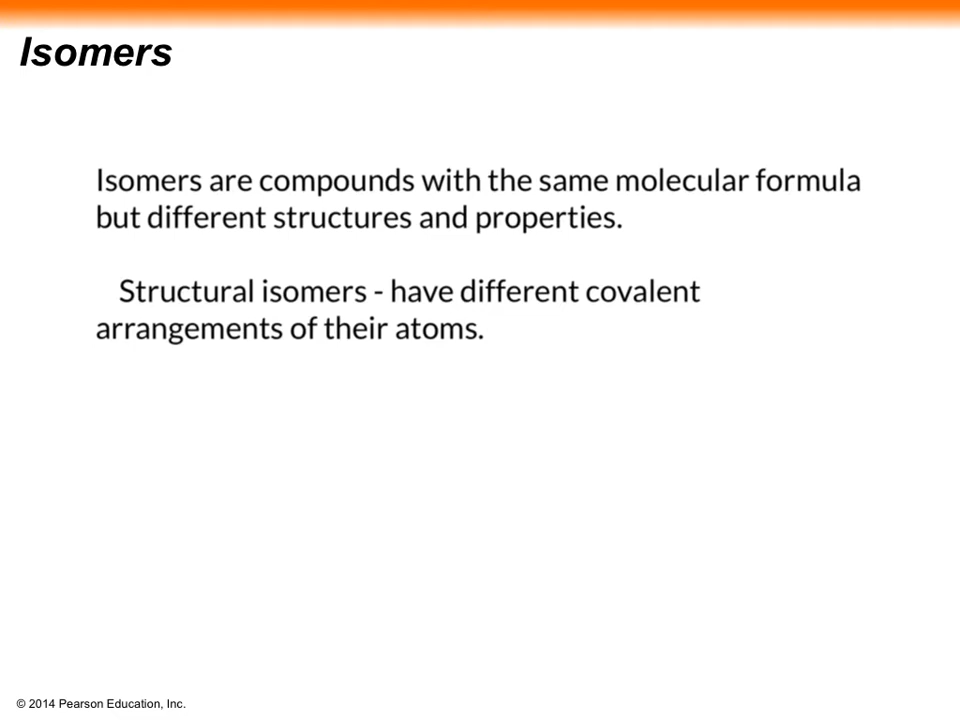 Isomers
Isomers are compounds with the same molecular formula
but different structures and properties.
Structural isomers - have different covalent
arrangements of their atoms.
© 2014 Pearson Education, Inc.